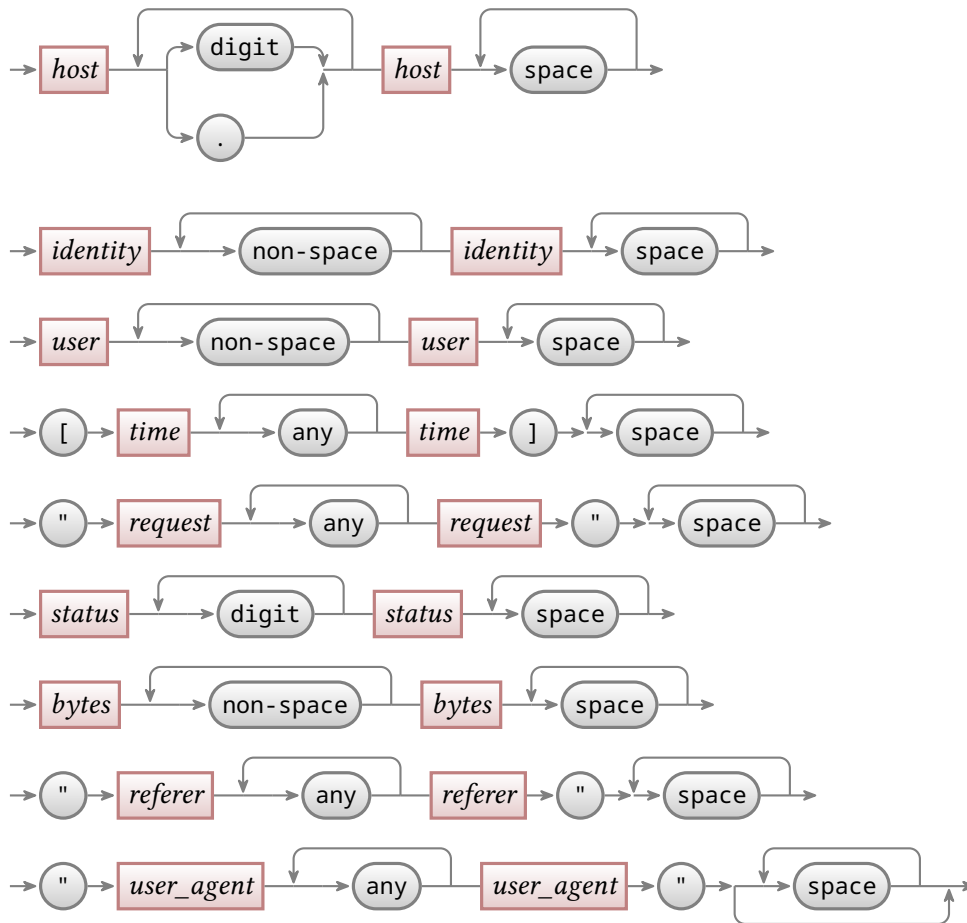 host digit host space
.
identity non-space identity space
user non-space user space
[ time any time ] space
" request any request " space
status digit status space
bytes non-space bytes space
" referer any referer " space
" user_agent any user_agent " space